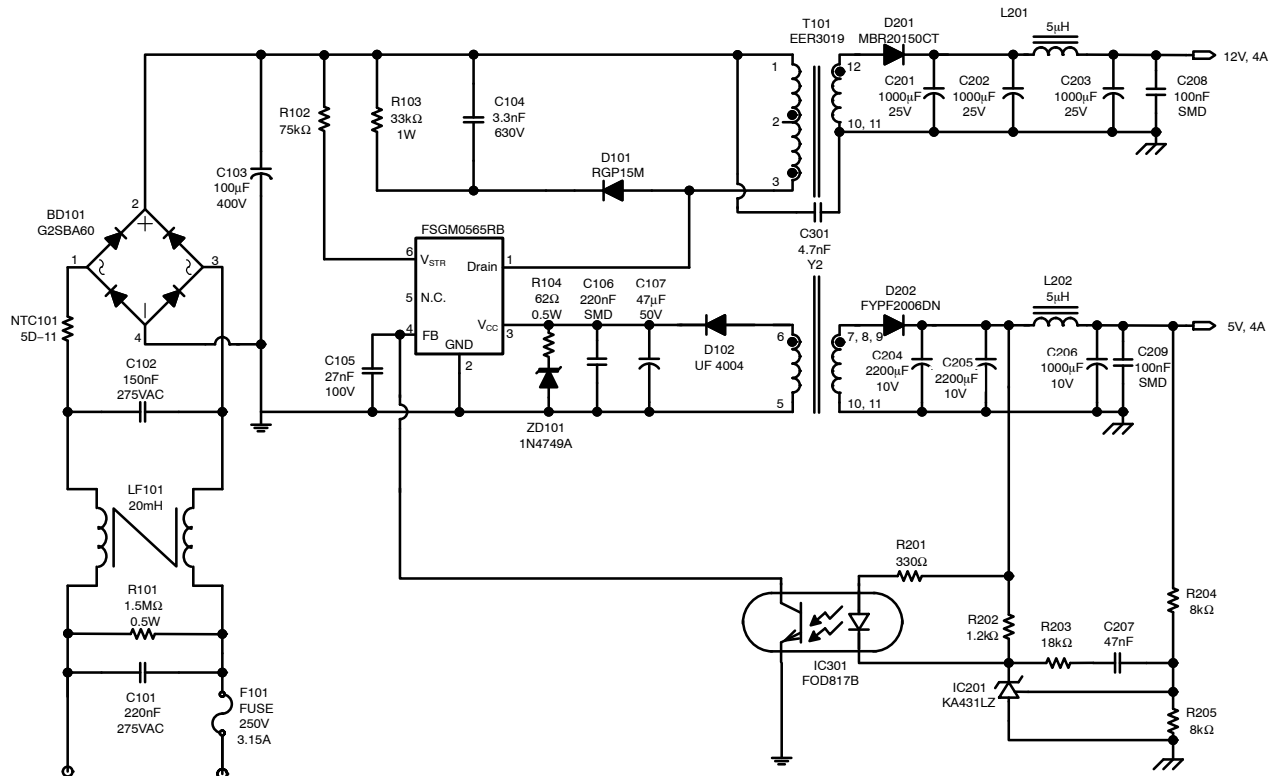 T101
EER3019
D201
MBR20150CT
L201
5µH
12V, 4A
1
2
3
12
10, 11
C201
1000µF
25V
C202
1000µF
25V
C203
1000µF
25V
C208
100nF
SMD
R102
75kΩ
R103
33kΩ
1W
C104
3.3nF
630V
D101
RGP15M
C103
100µF
400V
C301
4.7nF
Y2
BD101
G2SBA60
2
1
3
4
+
−
FSGM0565RB
6
VSTR
5
N.C.
4
FB
GND
2
Drain
1
VCC
3
R104
62Ω
0.5W
C106
220nF
SMD
C107
47µF
50V
D102
UF 4004
6
5
D202
FYPF2006DN
7, 8, 9
10, 11
L202
5µH
5V, 4A
C204
2200µF
10V
C205
2200µF
10V
C206
1000µF
10V
C209
100nF
SMD
NTC101
5D–11
C102
150nF
275VAC
C105
27nF
100V
ZD101
1N4749A
LF101
20mH
R101
1.5MΩ
0.5W
C101
220nF
275VAC
F101
FUSE
250V
3.15A
R201
330Ω
R202
1.2kΩ
R203
18kΩ
C207
47nF
R204
8kΩ
IC301
FOD817B
IC201
KA431LZ
R205
8kΩ